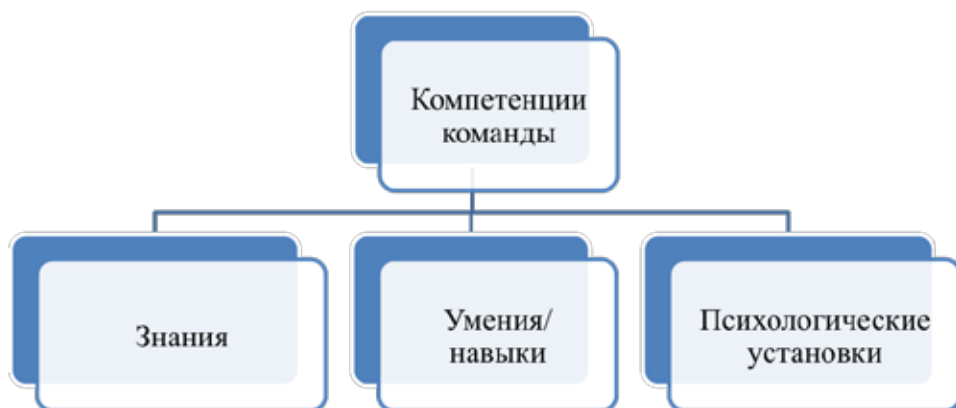 Компетенции
команды
Знания
Умения/
навыки
Психологические
установки